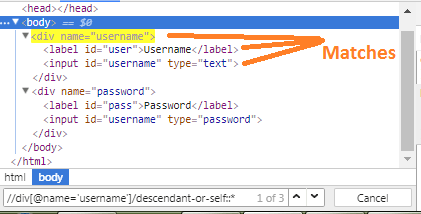 </head>
... ▼ <body> == $0
▼ <div name="username">
<label id="user">Username</label>
<input id="username" type="text">
</div>
▼ <div name="password">
<label id="pass">Password</label>
<input id="username" type="password">
</div>
</body>
</html>
Matches
html body
//div[@name='username']/descendant-or-self::* 1 of 3 Cancel